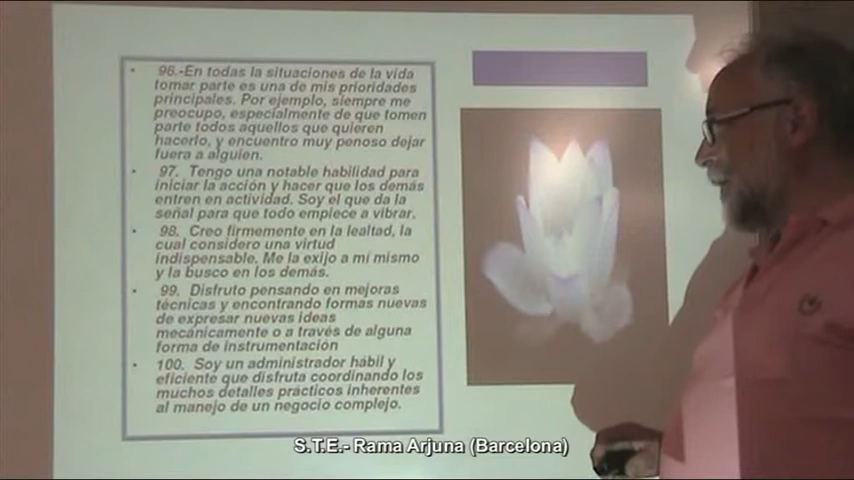 96.-En todas la situaciones de la vida
tomar parte es una de mis prioridades
principales. Por ejemplo, siempre me
preocupo, especialmente de que tomen
parte todos aquellos que quieren
hacerlo, y encuentro muy penoso dejar
fuera a alguien.
97. Tengo una notable habilidad para
iniciar la acción y hacer que los demás
entren en actividad. Soy el que da la
señal para que todo empiece a vibrar.
98. Creo firmemente en la lealtad, la
cual considero una virtud
indispensable. Me la exijo a mí mismo
y la busco en los demás.
99. Disfruto pensando en mejoras
técnicas y encontrando formas nuevas
de expresar nuevas ideas
mecánicamente o a través de alguna
forma de instrumentación
100. Soy un administrador hábil y
eficiente que disfruta coordinando los
muchos detalles prácticos inherentes
al manejo de un negocio complejo.
S.T.E.- Rama Arjuna (Barcelona)